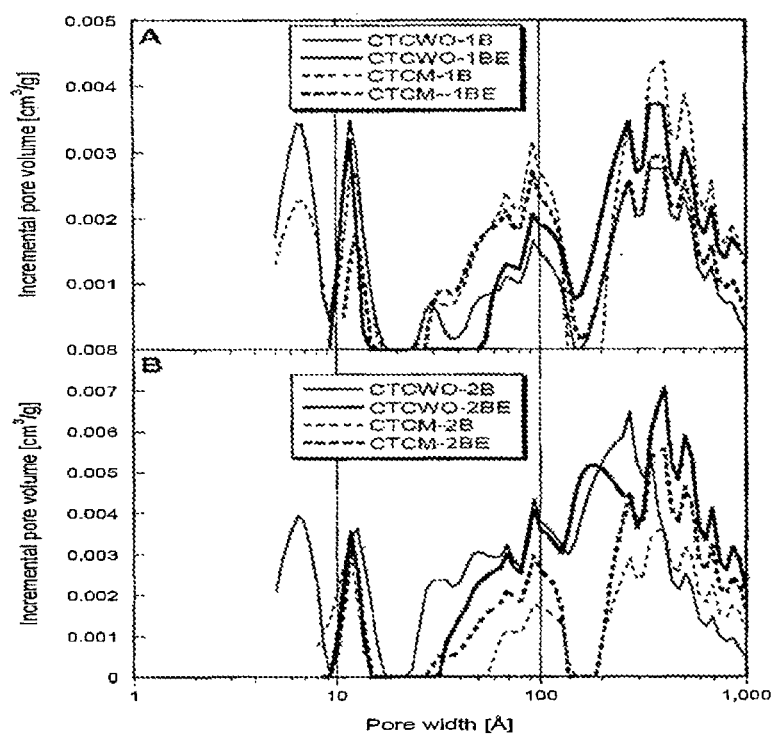 A
CTCWO-1B
CTCWO-1BE
CTCM-1B
CTCM--1BE
Incremental pore volume [cm³/g]
0.005
0.004
0.003
0.002
0.001
0.008
B
CTCWO-2B
CTCWO-2BE
CTCM-2B
CTCM-2BE
Incremental pore volume [cm³/g]
0.007
0.006
0.005
0.004
0.003
0.002
0.001
0
1
10
100
1,000
Pore width [Å]